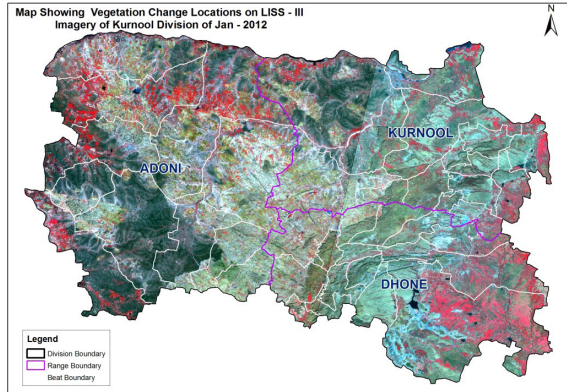 Map Showing Vegetation Change Locations on LISS - III
Imagery of Kurnool Division of Jan - 2012
N
KURNOOL
ADONI
DHONE
Legend
Division Boundary
Range Boundary
Beat Boundary